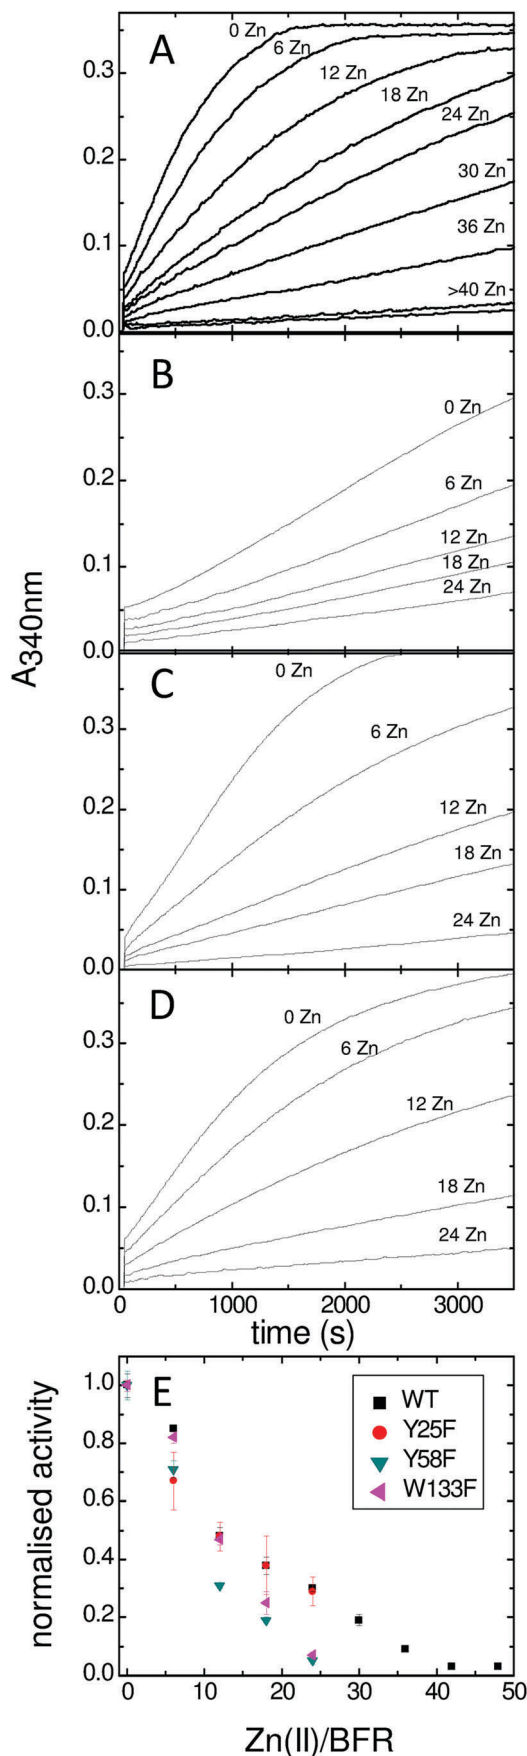 A
0 Zn
6 Zn
12 Zn
18 Zn
24 Zn
30 Zn
36 Zn
>40 Zn
0.3
0.2
0.1
0.0
B
0 Zn
6 Zn
12 Zn
18 Zn
24 Zn
0.3
0.2
0.1
0.0
A340nm
C
0 Zn
6 Zn
12 Zn
18 Zn
24 Zn
0.3
0.2
0.1
0.0
D
0 Zn
6 Zn
12 Zn
18 Zn
24 Zn
0.3
0.2
0.1
0.0
0 1000 2000 3000
time (s)
E
WT
Y25F
Y58F
W133F
1.0
0.8
0.6
0.4
0.2
0.0
normalised activity
0 10 20 30 40 50
Zn(II)/BFR